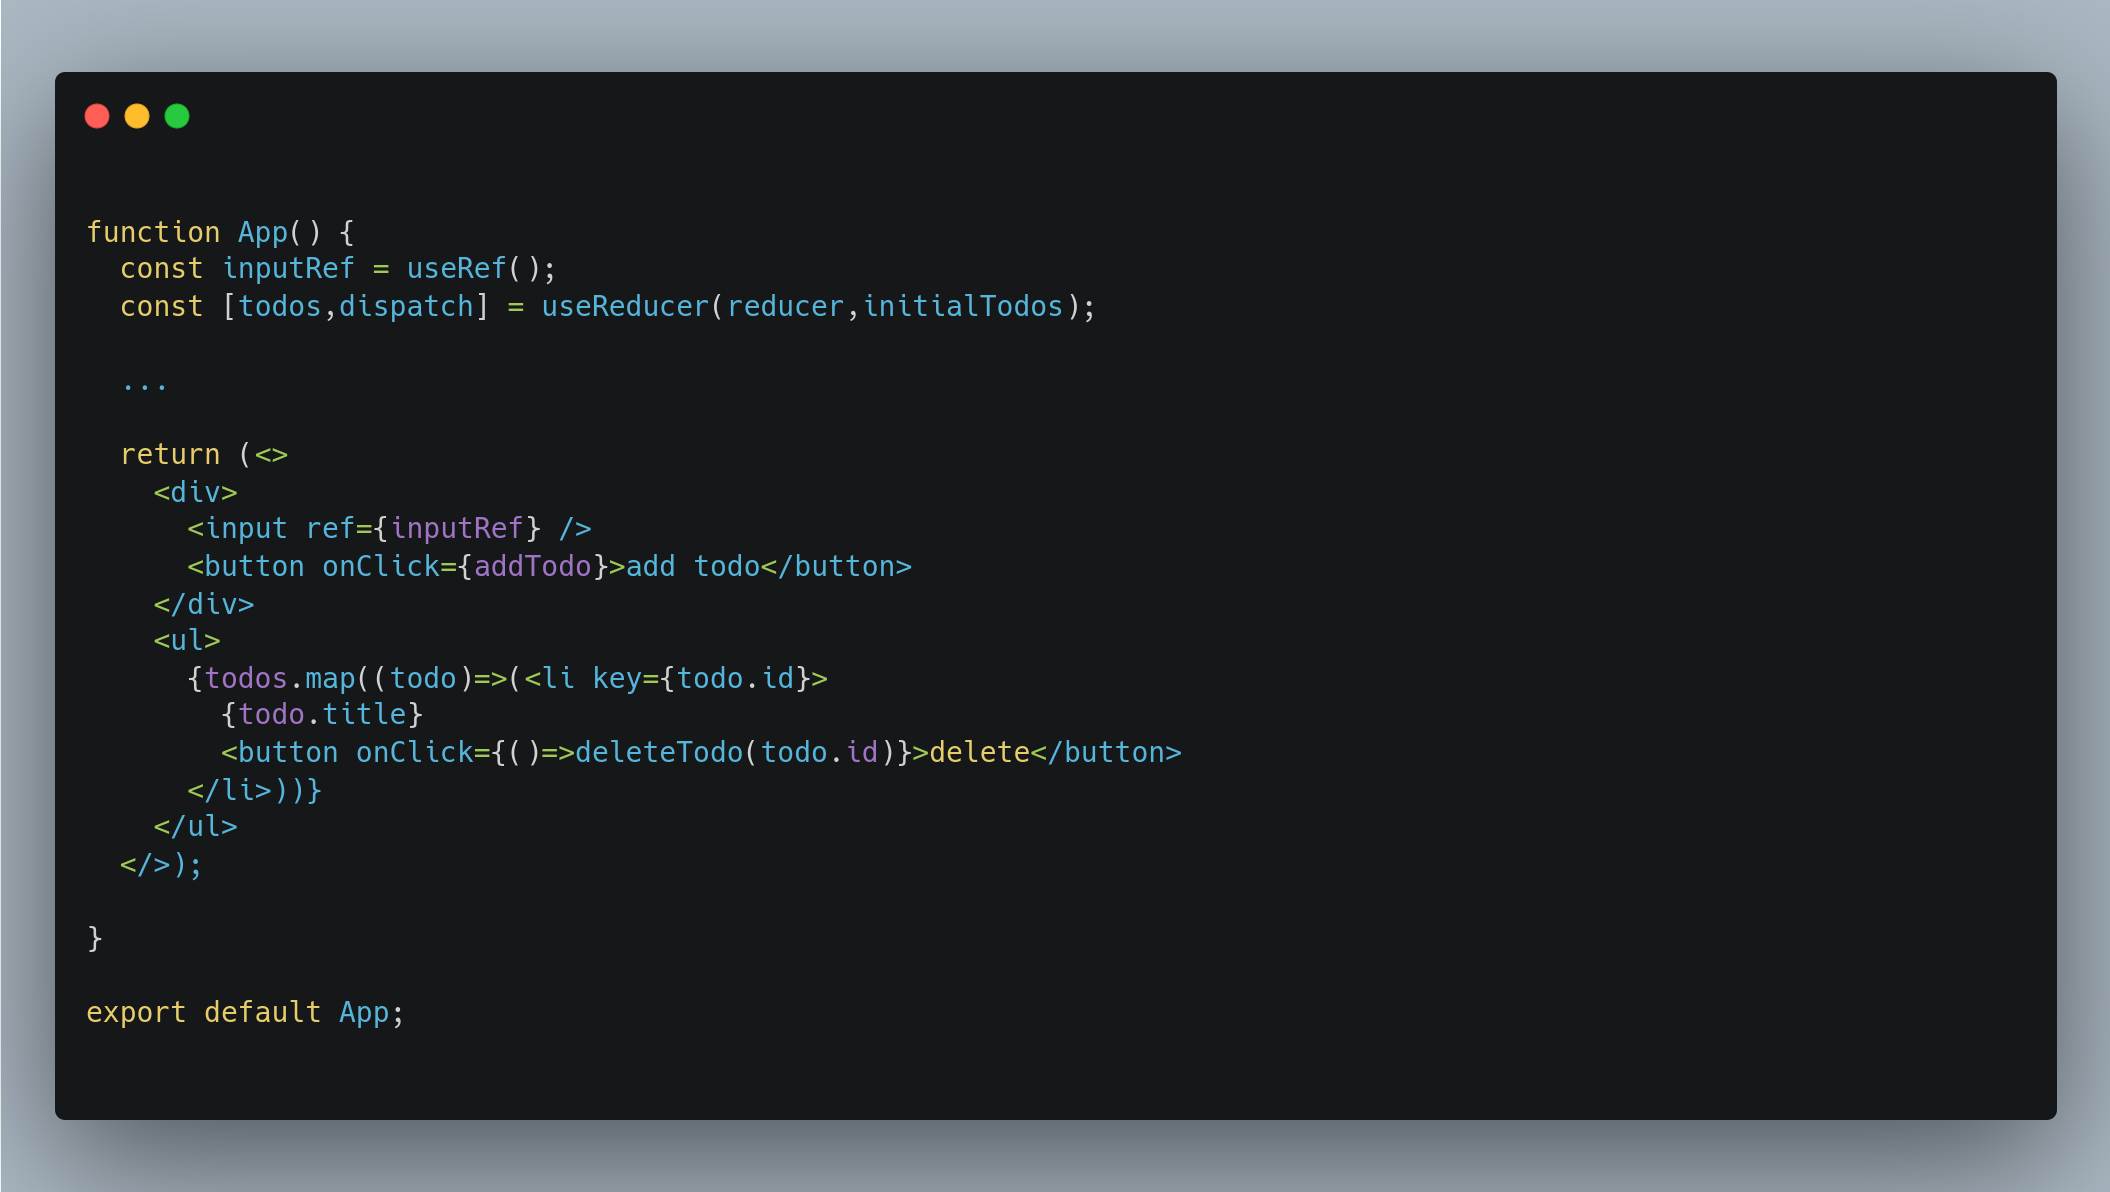 function App() {
  const inputRef = useRef();
  const [todos,dispatch] = useReducer(reducer,initialTodos);
  ...
  return (<>
    <div>
      <input ref={inputRef} />
      <button onClick={addTodo}>add todo</button>
    </div>
    <ul>
      {todos.map((todo)=>(<li key={todo.id}>
        {todo.title}
        <button onClick={()=>deleteTodo(todo.id)}>delete</button>
      </li>))}
    </ul>
  </>);
}
export default App;